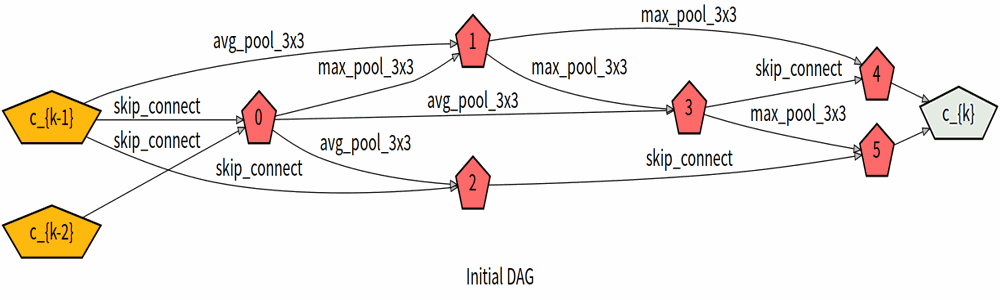 max_pool_3x3
avg_pool_3x3
1
max_pool_3x3
max_pool_3x3
skip_connect
4
c_{k-1}
skip_connect
0
avg_pool_3x3
3
max_pool_3x3
c_{k}
skip_connect
avg_pool_3x3
5
skip_connect
2
skip_connect
c_{k-2}
Initial DAG